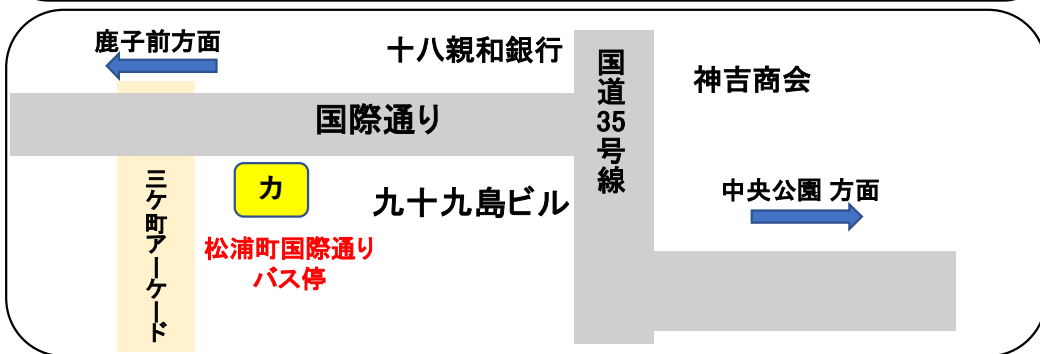 鹿子前方面
十八親和銀行
国道35号線
神吉商会
国際通り
三ケ町アーケード
カ
九十九島ビル
中央公園 方面
松浦町国際通り
バス停